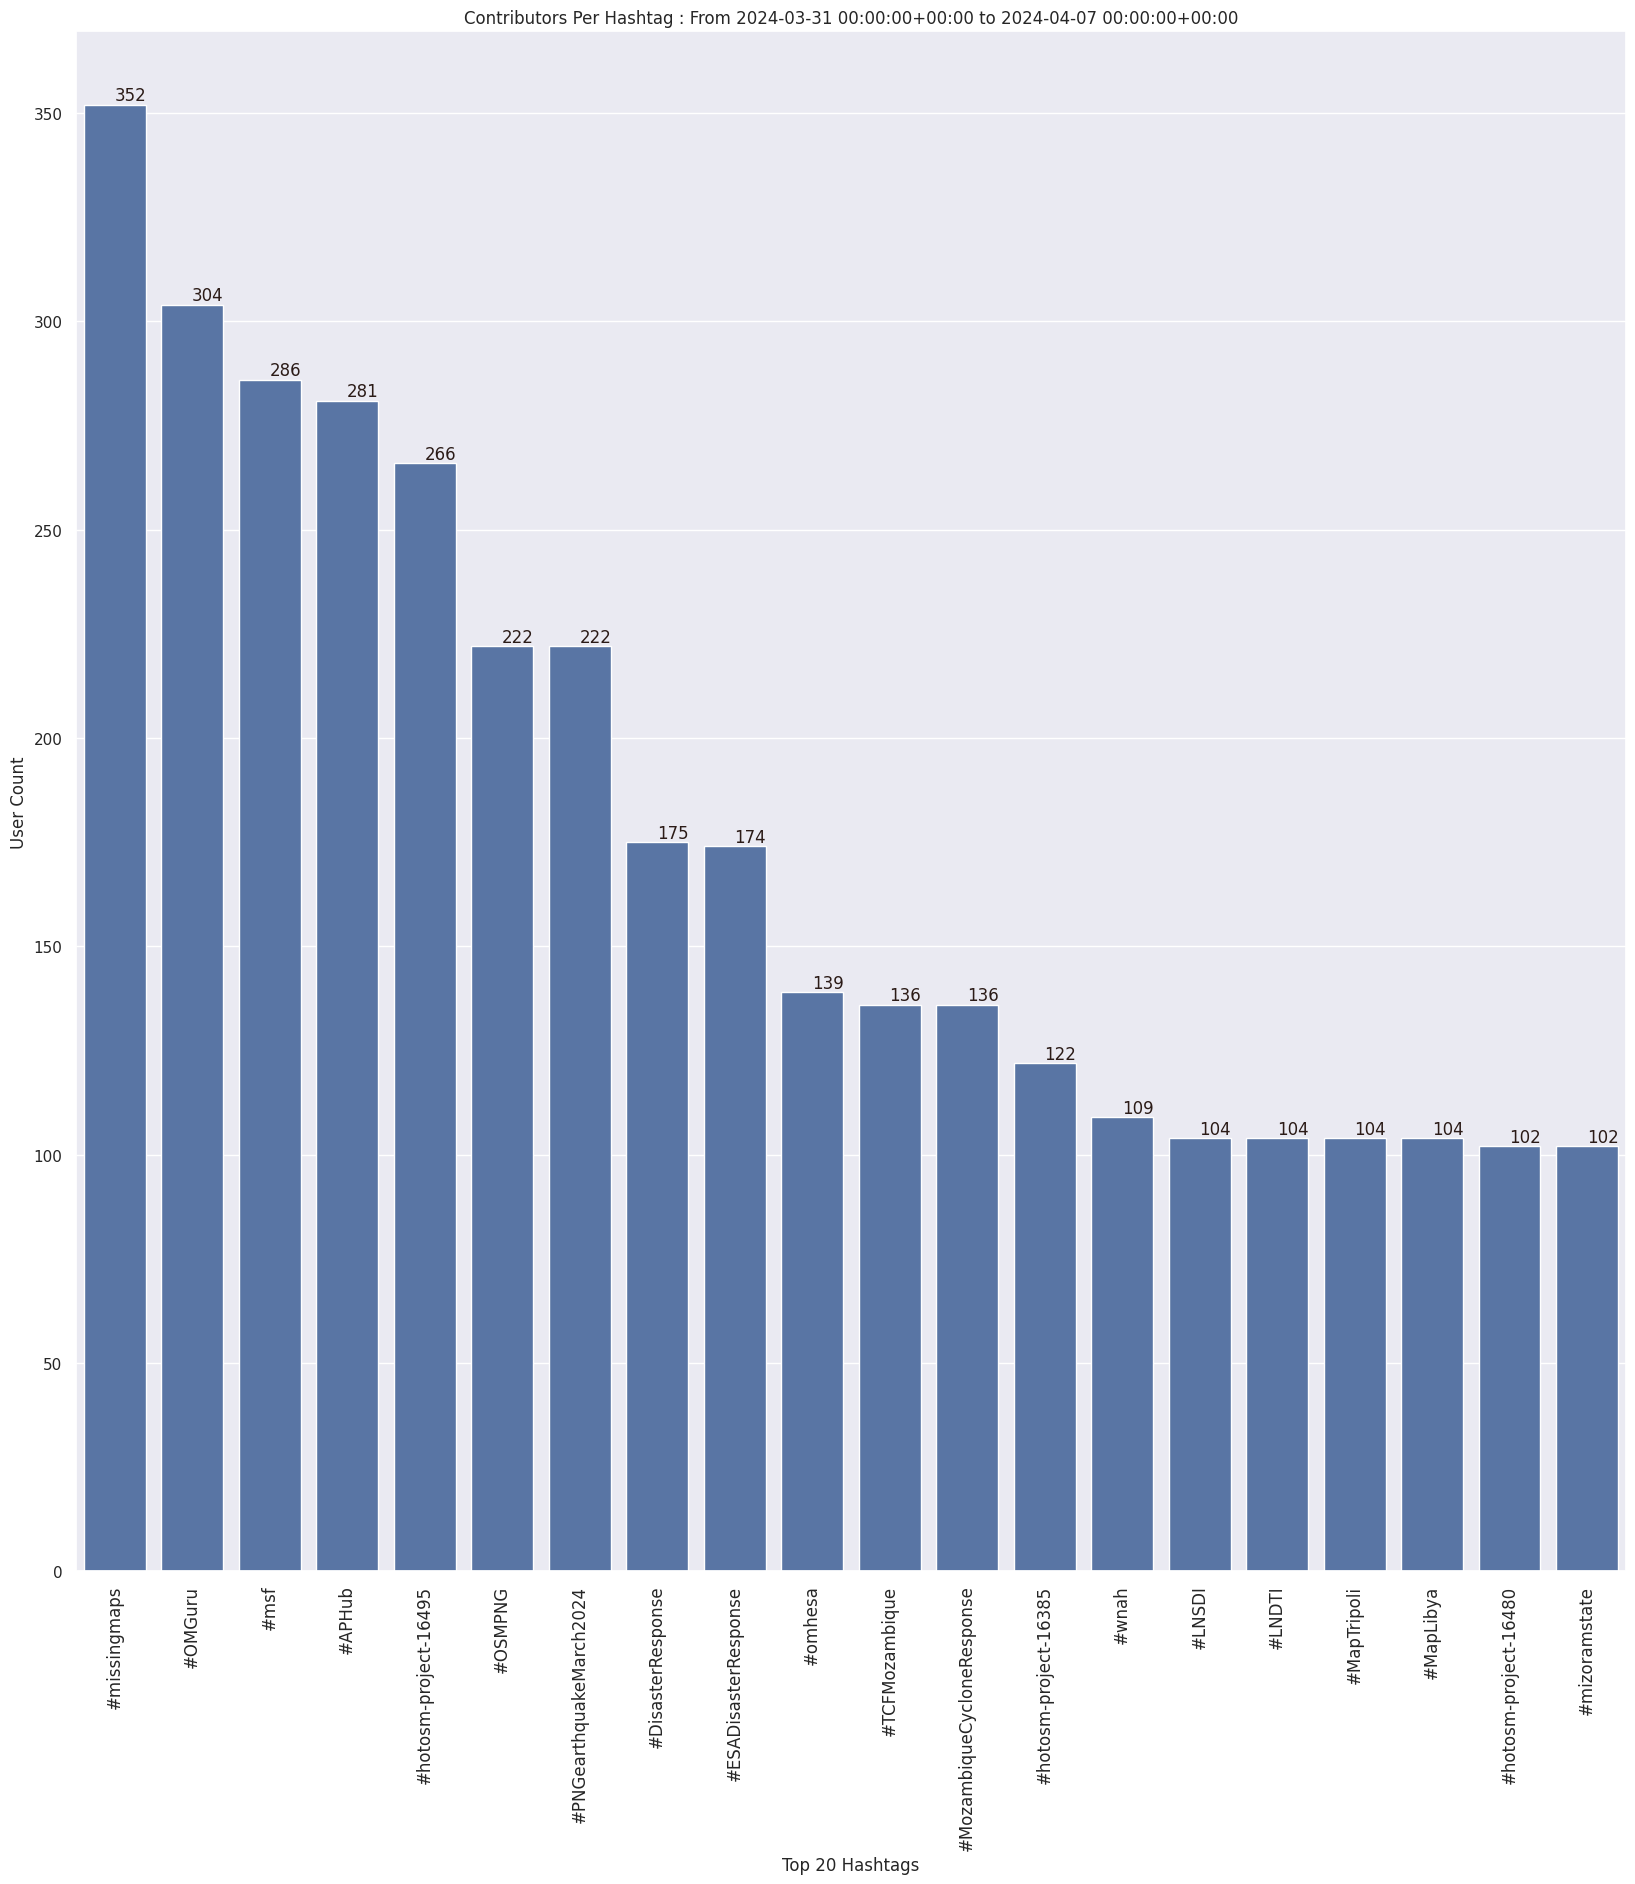 Contributors Per Hashtag : From 2024-03-31 00:00:00+00:00 to 2024-04-07 00:00:00+00:00
User Count
350
300
250
200
150
100
50
0
352
304
286
281
266
222
222
175
174
139
136
136
122
109
104
104
104
104
102
102
#missingmaps
#OMGuru
#msf
#APHub
#hotosm-project-16495
#OSMPNG
#PNGearthquakeMarch2024
#DisasterResponse
#ESADisasterResponse
#omhesa
#TCFMozambique
#MozambiqueCycloneResponse
#hotosm-project-16385
#wnah
#LNSDI
#LNDTI
#MapTripoli
#MapLibya
#hotosm-project-16480
#mizoramstate
Top 20 Hashtags